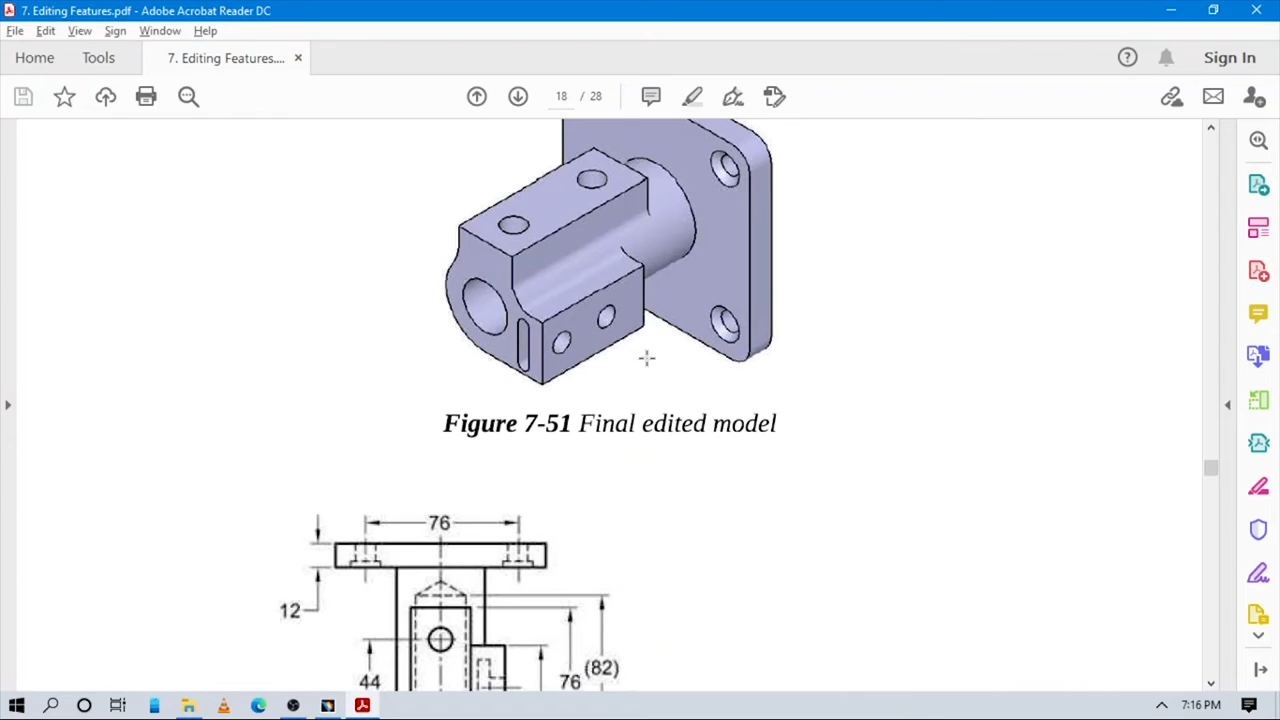 7. Editing Features.pdf - Adobe Acrobat Reader DC
File Edit View Sign Window Help
Home Tools 7. Editing Features.... Sign In
18 / 28
Figure 7-51 Final edited model
76
12
44
76
(82)
7:16 PM